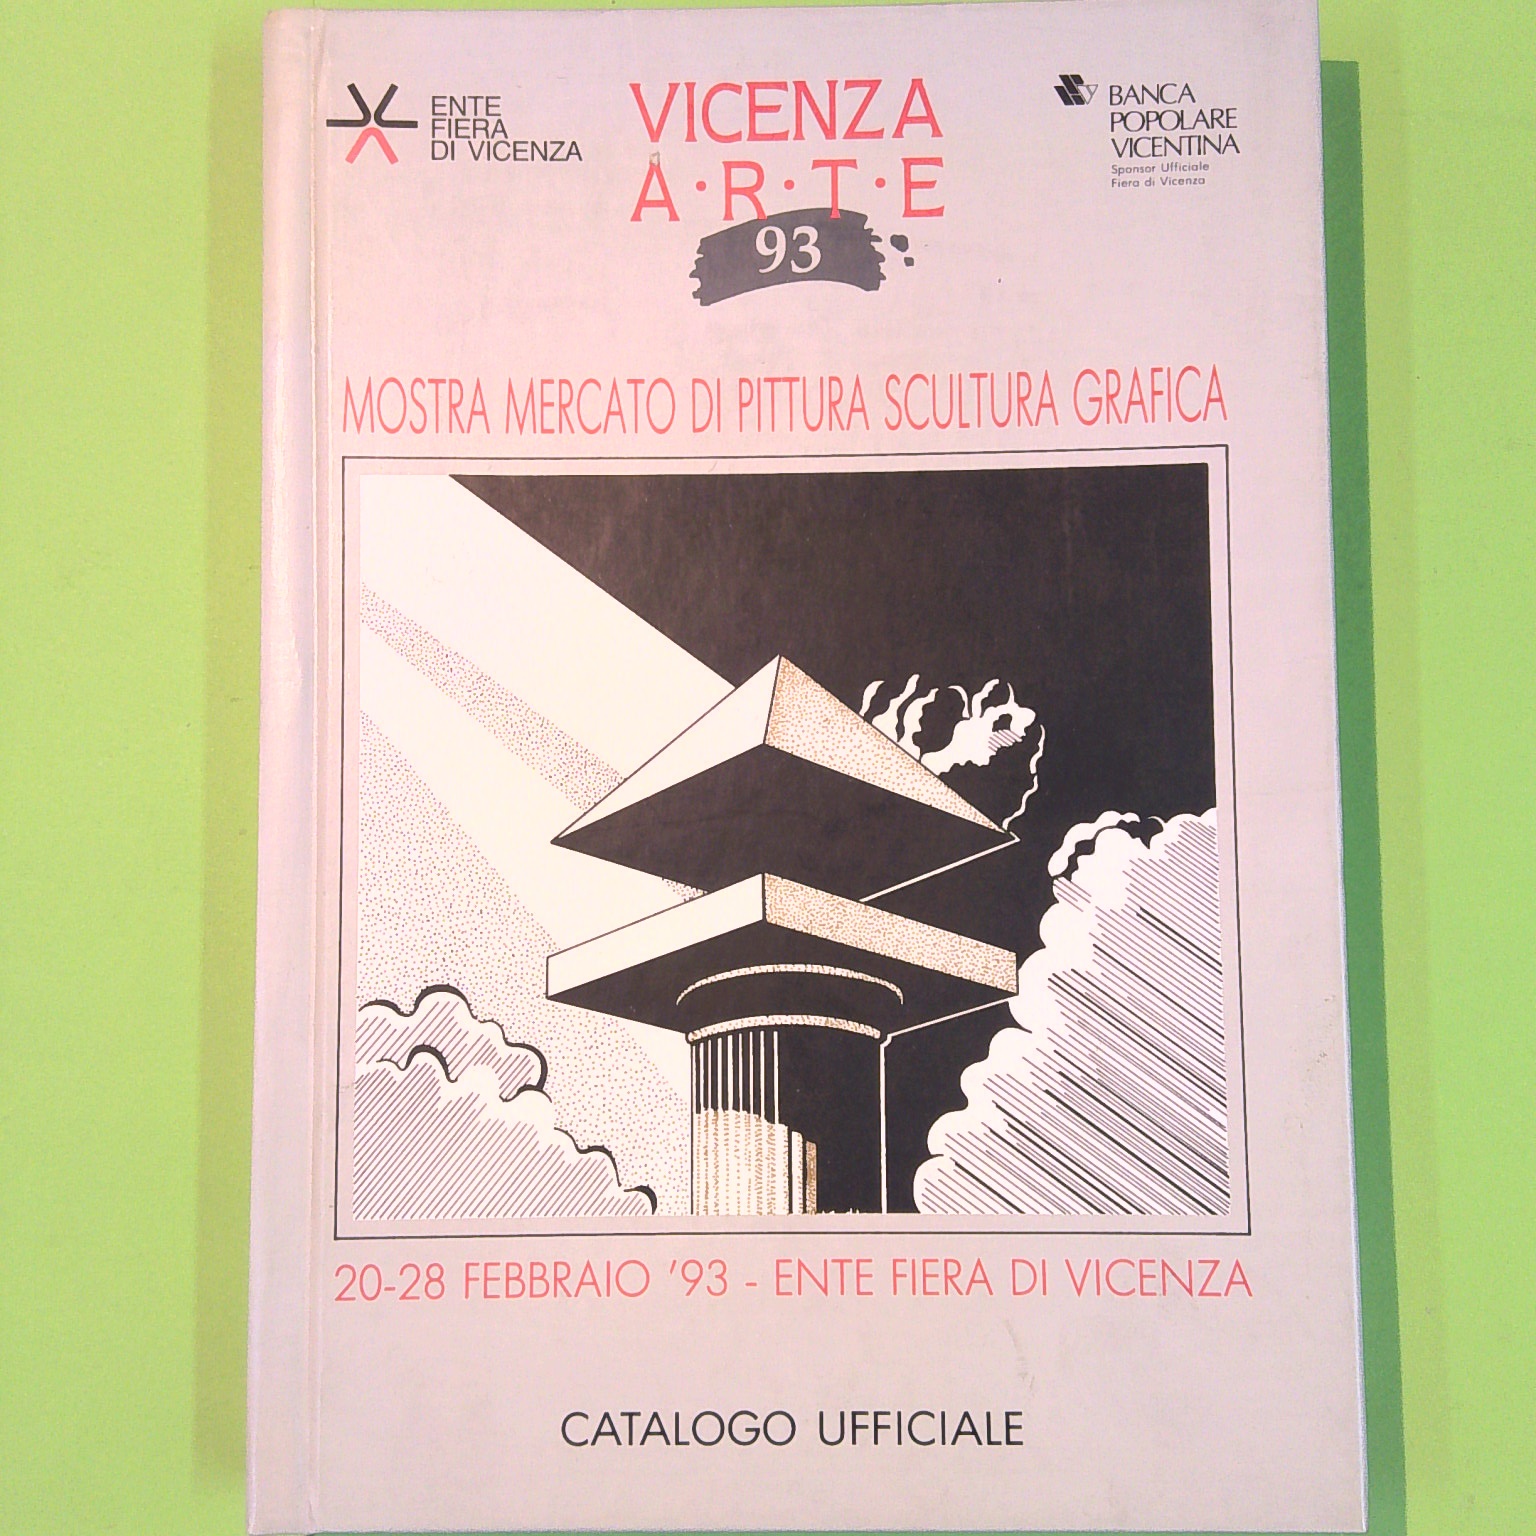 ENTE
FIERA
DI VICENZA
VICENZA
A·R·T·E
93
BANCA
POPOLARE
VICENTINA
Sponsor Ufficiale
Fiera di Vicenza
MOSTRA MERCATO DI PITTURA SCULTURA GRAFICA
20-28 FEBBRAIO '93 - ENTE FIERA DI VICENZA
CATALOGO UFFICIALE